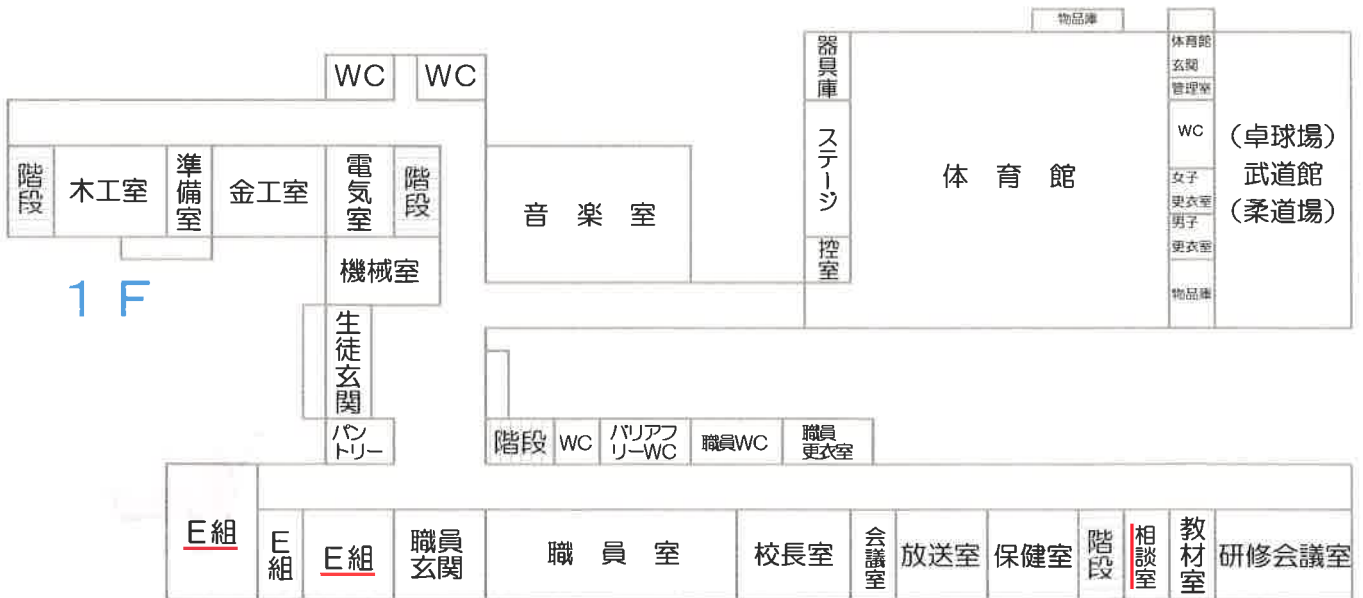 物品庫
器具庫
体育館
玄関
管理室
WC
WC
ステージ
体育館
WC
(卓球場)
武道館
(柔道場)
階段
木工室
準備室
金工室
電気室
階段
音楽室
女子
更衣室
男子
更衣室
控室
機械室
物品庫
1F
生徒玄関
パン
トリー
階段
WC
バリアフ
リーWC
職員WC
職員
更衣室
E組
E組
E組
職員
玄関
職員室
校長室
会議室
放送室
保健室
階段
相談室
教材室
研修会議室